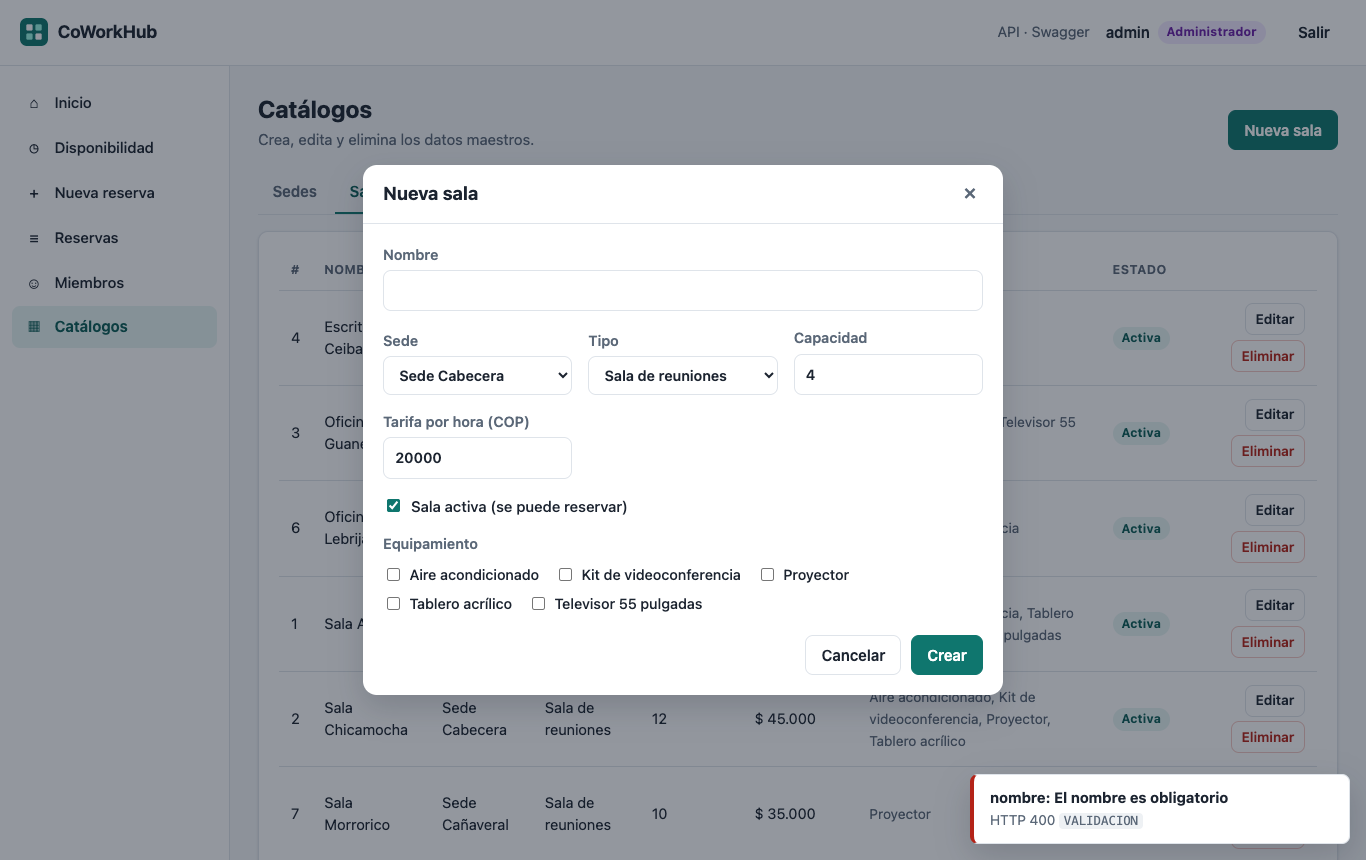 CoWorkHub
API · Swagger admin Administrador Salir
Inicio
Disponibilidad
Nueva reserva
Reservas
Miembros
Catálogos
Catálogos
Crea, edita y elimina los datos maestros.
Nueva sala
Sedes
Nueva sala
×
Nombre
Sede Tipo Capacidad
Sede Cabecera Sala de reuniones 4
Tarifa por hora (COP)
20000
Sala activa (se puede reservar)
Equipamiento
Aire acondicionado Kit de videoconferencia Proyector
Tablero acrílico Televisor 55 pulgadas
Cancelar Crear
# ESTADO
4 Activa Editar
Eliminar
3 Televisor 55 Activa Editar
Eliminar
6 Activa Editar
Eliminar
1 Sala Tablero Activa Editar
pulgadas Eliminar
2 Sala Chicamocha Sede Cabecera Sala de reuniones 12 $ 45.000 Aire acondicionado, Kit de videoconferencia, Proyector, Tablero acrílico Activa Editar
Eliminar
7 Sala Morrorico Sede Cañaveral Sala de reuniones 10 $ 35.000 Proyector
nombre: El nombre es obligatorio
HTTP 400 VALIDACION